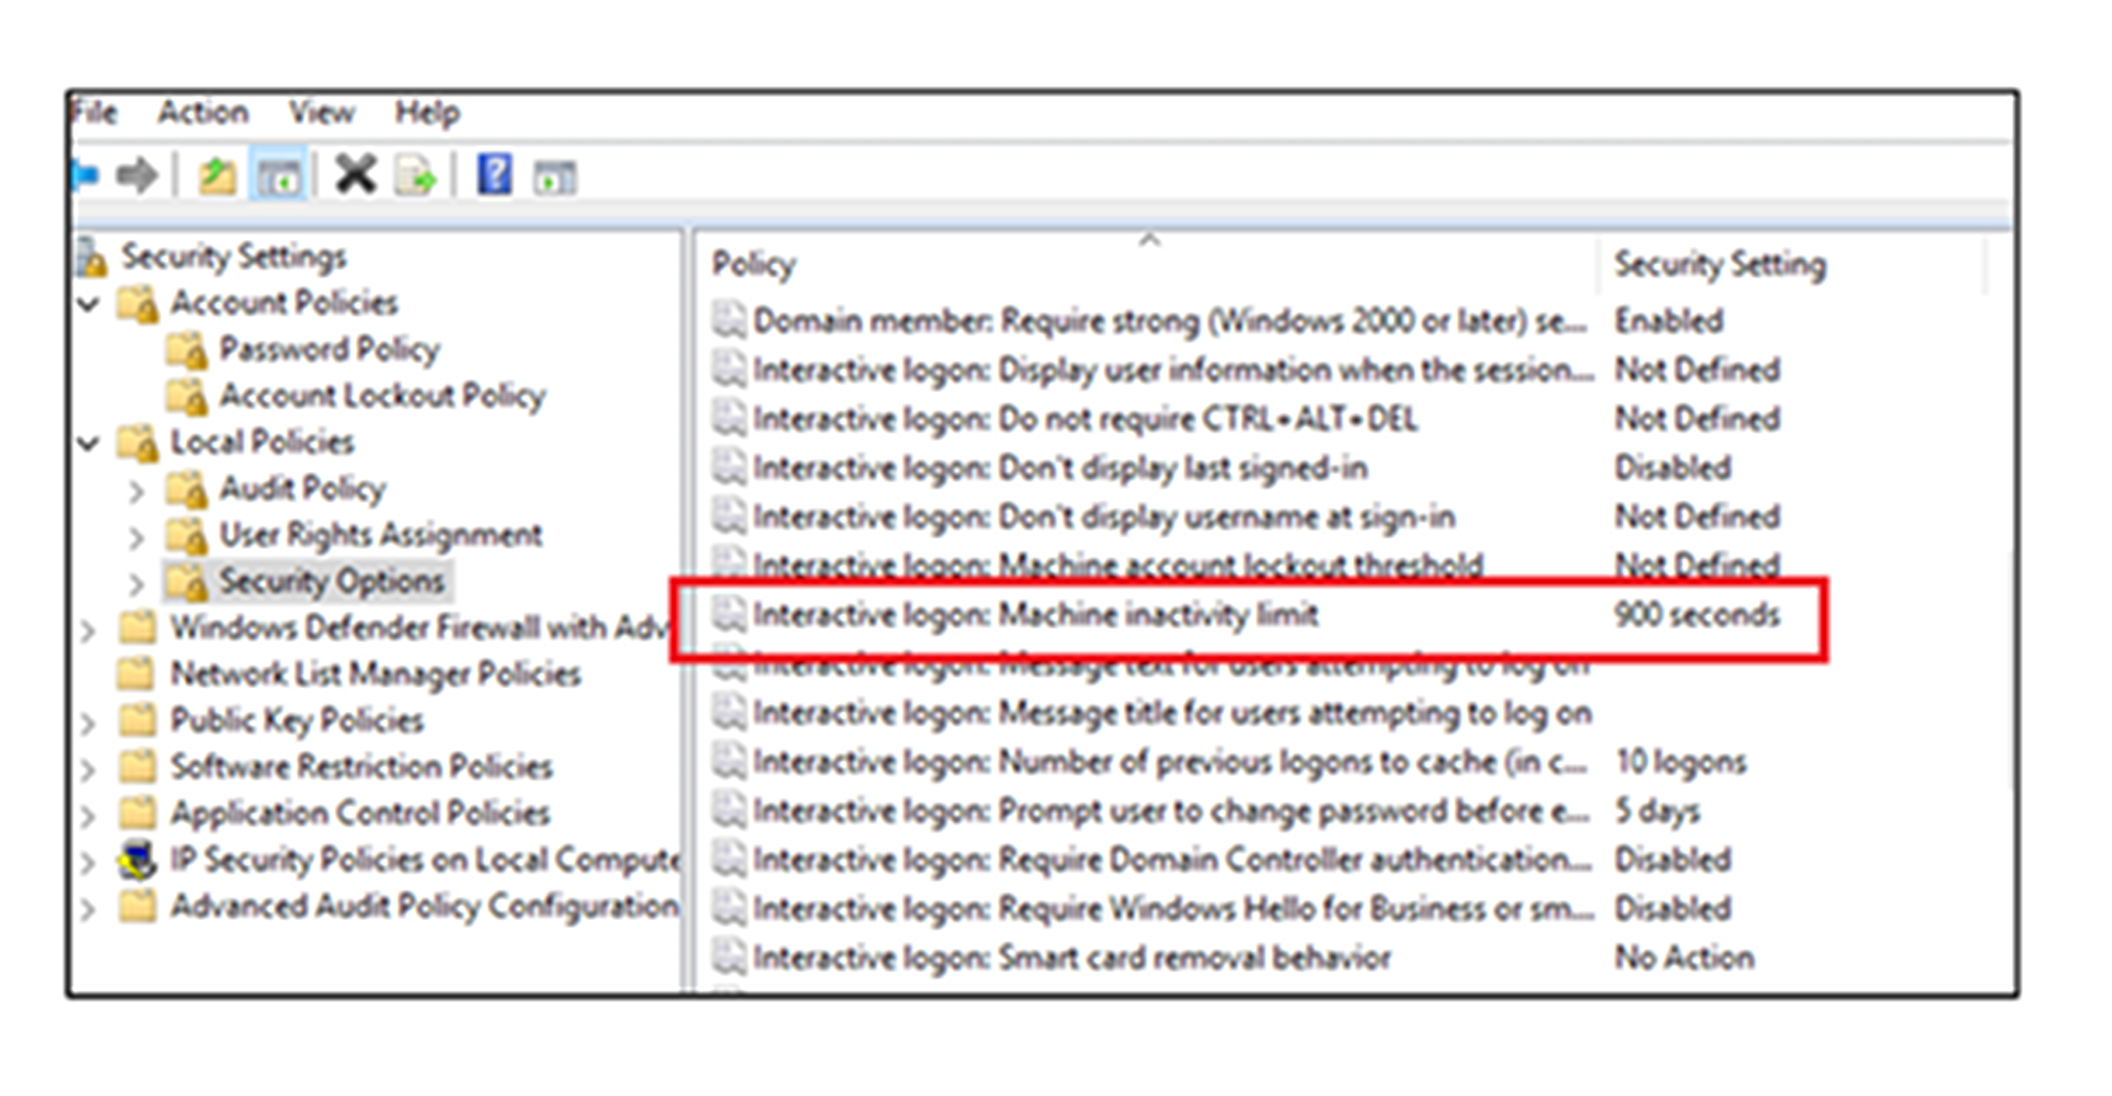 File Action View Help
Security Settings
Account Policies
Password Policy
Account Lockout Policy
Local Policies
Audit Policy
User Rights Assignment
Security Options
Windows Defender Firewall with Adv
Network List Manager Policies
Public Key Policies
Software Restriction Policies
Application Control Policies
IP Security Policies on Local Compute
Advanced Audit Policy Configuration
Policy Security Setting
Domain member: Require strong (Windows 2000 or later) se... Enabled
Interactive logon: Display user information when the session... Not Defined
Interactive logon: Do not require CTRL+ALT+DEL Not Defined
Interactive logon: Don't display last signed-in Disabled
Interactive logon: Don't display username at sign-in Not Defined
Interactive logon: Machine account lockout threshold Not Defined
Interactive logon: Machine inactivity limit 900 seconds
Interactive logon: Message text for users attempting to log on
Interactive logon: Message title for users attempting to log on
Interactive logon: Number of previous logons to cache (in c... 10 logons
Interactive logon: Prompt user to change password before e... 5 days
Interactive logon: Require Domain Controller authentication... Disabled
Interactive logon: Require Windows Hello for Business or sm... Disabled
Interactive logon: Smart card removal behavior No Action